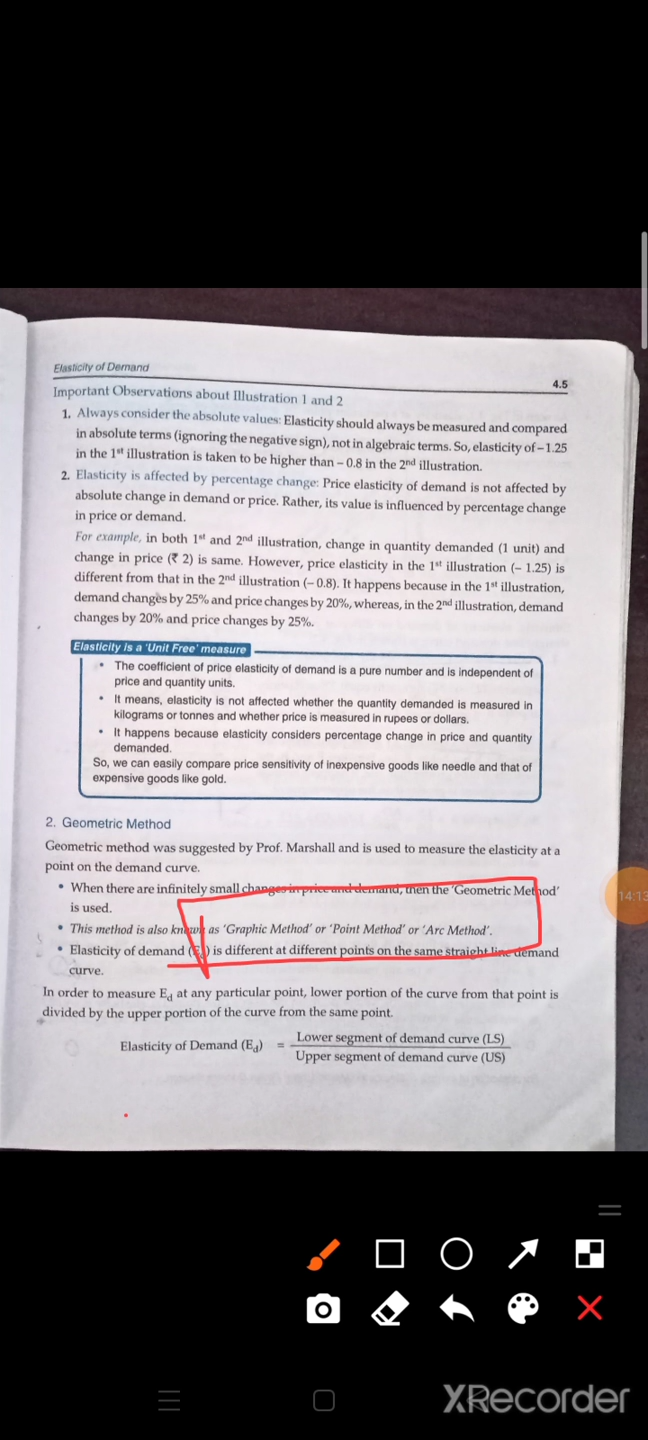 Elasticity of Demand
4.5
Important Observations about Illustration 1 and 2
1. Always consider the absolute values: Elasticity should always be measured and compared
in absolute terms (ignoring the negative sign), not in algebraic terms. So, elasticity of – 1.25
in the 1st illustration is taken to be higher than – 0.8 in the 2nd illustration.
2. Elasticity is affected by percentage change: Price elasticity of demand is not affected by
absolute change in demand or price. Rather, its value is influenced by percentage change
in price or demand.
For example, in both 1st and 2nd illustration, change in quantity demanded (1 unit) and
change in price (₹ 2) is same. However, price elasticity in the 1st illustration (– 1.25) is
different from that in the 2nd illustration (– 0.8). It happens because in the 1st illustration,
demand changes by 25% and price changes by 20%, whereas, in the 2nd illustration, demand
changes by 20% and price changes by 25%.
Elasticity is a 'Unit Free' measure
• The coefficient of price elasticity of demand is a pure number and is independent of
price and quantity units.
• It means, elasticity is not affected whether the quantity demanded is measured in
kilograms or tonnes and whether price is measured in rupees or dollars.
• It happens because elasticity considers percentage change in price and quantity
demanded.
So, we can easily compare price sensitivity of inexpensive goods like needle and that of
expensive goods like gold.
2. Geometric Method
Geometric method was suggested by Prof. Marshall and is used to measure the elasticity at a
point on the demand curve.
• When there are infinitely small changes in price and demand, then the 'Geometric Method'
is used.
• This method is also known as 'Graphic Method' or 'Point Method' or 'Arc Method'.
• Elasticity of demand (Ed) is different at different points on the same straight line demand
curve.
In order to measure Ed at any particular point, lower portion of the curve from that point is
divided by the upper portion of the curve from the same point.
Elasticity of Demand (Ed) = Lower segment of demand curve (LS)
Upper segment of demand curve (US)
14:13
XRecorder